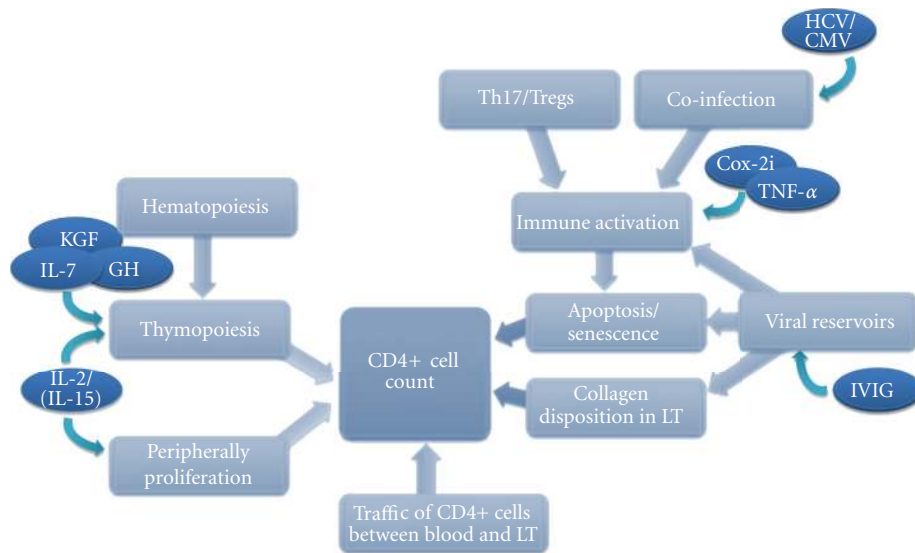 HCV/
CMV
Th17/Tregs
Co-infection
Cox-2i
TNF-α
Hematopoiesis
Immune activation
KGF
IL-7
GH
Thymopoiesis
Apoptosis/
senescence
Viral reservoirs
CD4+ cell
count
IL-2/
(IL-15)
Collagen
disposition in LT
IVIG
Peripherally
proliferation
Traffic of CD4+ cells
between blood and LT